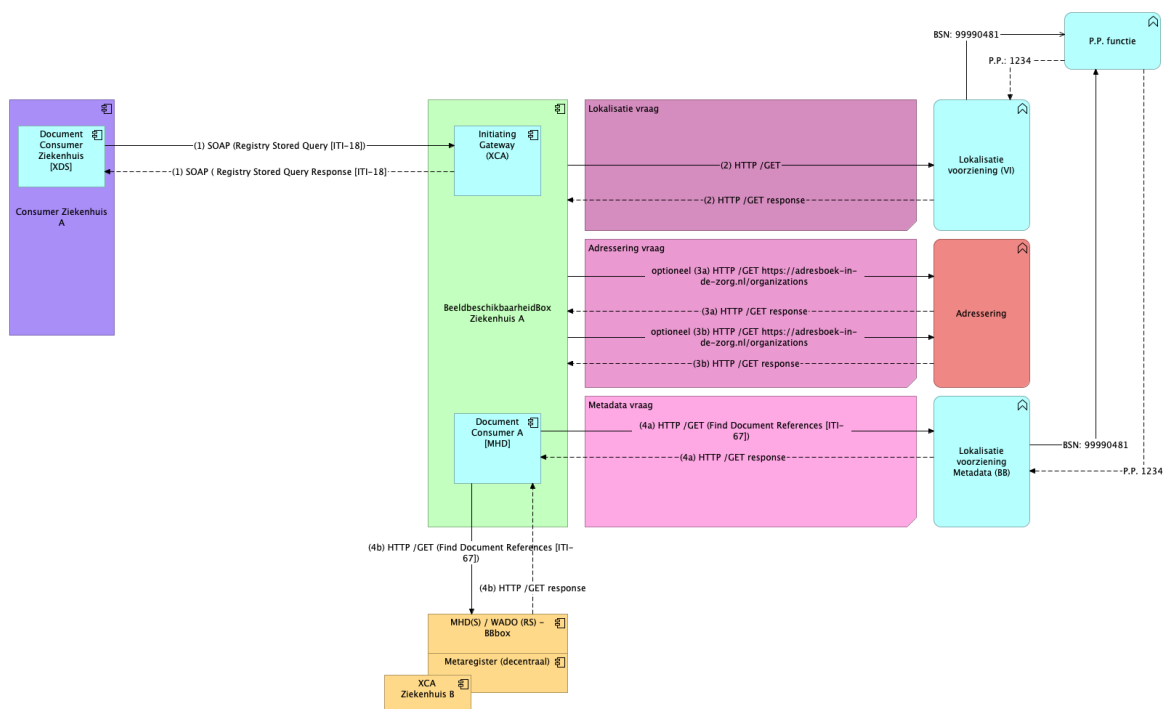 BSN: 99990481
P.P. functie
P.P.: 1234
Document
Consumer
Ziekenhuis
[XDS]
Consumer Ziekenhuis
A
(1) SOAP (Registry Stored Query [ITI-18])
(1) SOAP ( Registry Stored Query Response [ITI-18]
Initiating
Gateway
(XCA)
BeeldbeschikbaarheidBox
Ziekenhuis A
Lokalisatie vraag
(2) HTTP /GET
(2) HTTP /GET response
Lokalisatie
voorziening (VI)
Adressering vraag
optioneel (3a) HTTP /GET https://adresboek-in-
de-zorg.nl/organizations
(3a) HTTP /GET response
optioneel (3b) HTTP /GET https://adresboek-in-
de-zorg.nl/organizations
(3b) HTTP /GET response
Adressering
Document
Consumer A
[MHD]
Metadata vraag
(4a) HTTP /GET (Find Document References [ITI-
67])
(4a) HTTP /GET response
Lokalisatie
voorziening
Metadata (BB)
BSN: 99990481
P.P. 1234
(4b) HTTP /GET (Find Document References [ITI-
67])
(4b) HTTP /GET response
MHD(S) / WADO (RS) -
BBbox
Metaregister (decentraal)
XCA
Ziekenhuis B